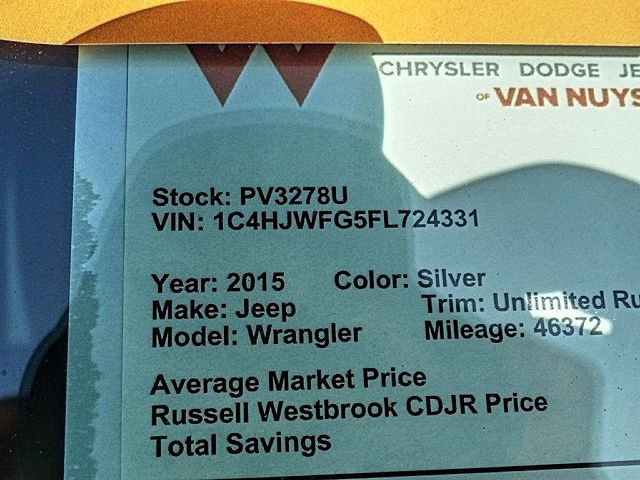 W
CHRYSLER DODGE JE
OF VAN NUYS
Stock: PV3278U
VIN: 1C4HJWFG5FL724331
Year: 2015 Color: Silver
Make: Jeep Trim: Unlimited Ru
Model: Wrangler Mileage: 46372
Average Market Price
Russell Westbrook CDJR Price
Total Savings